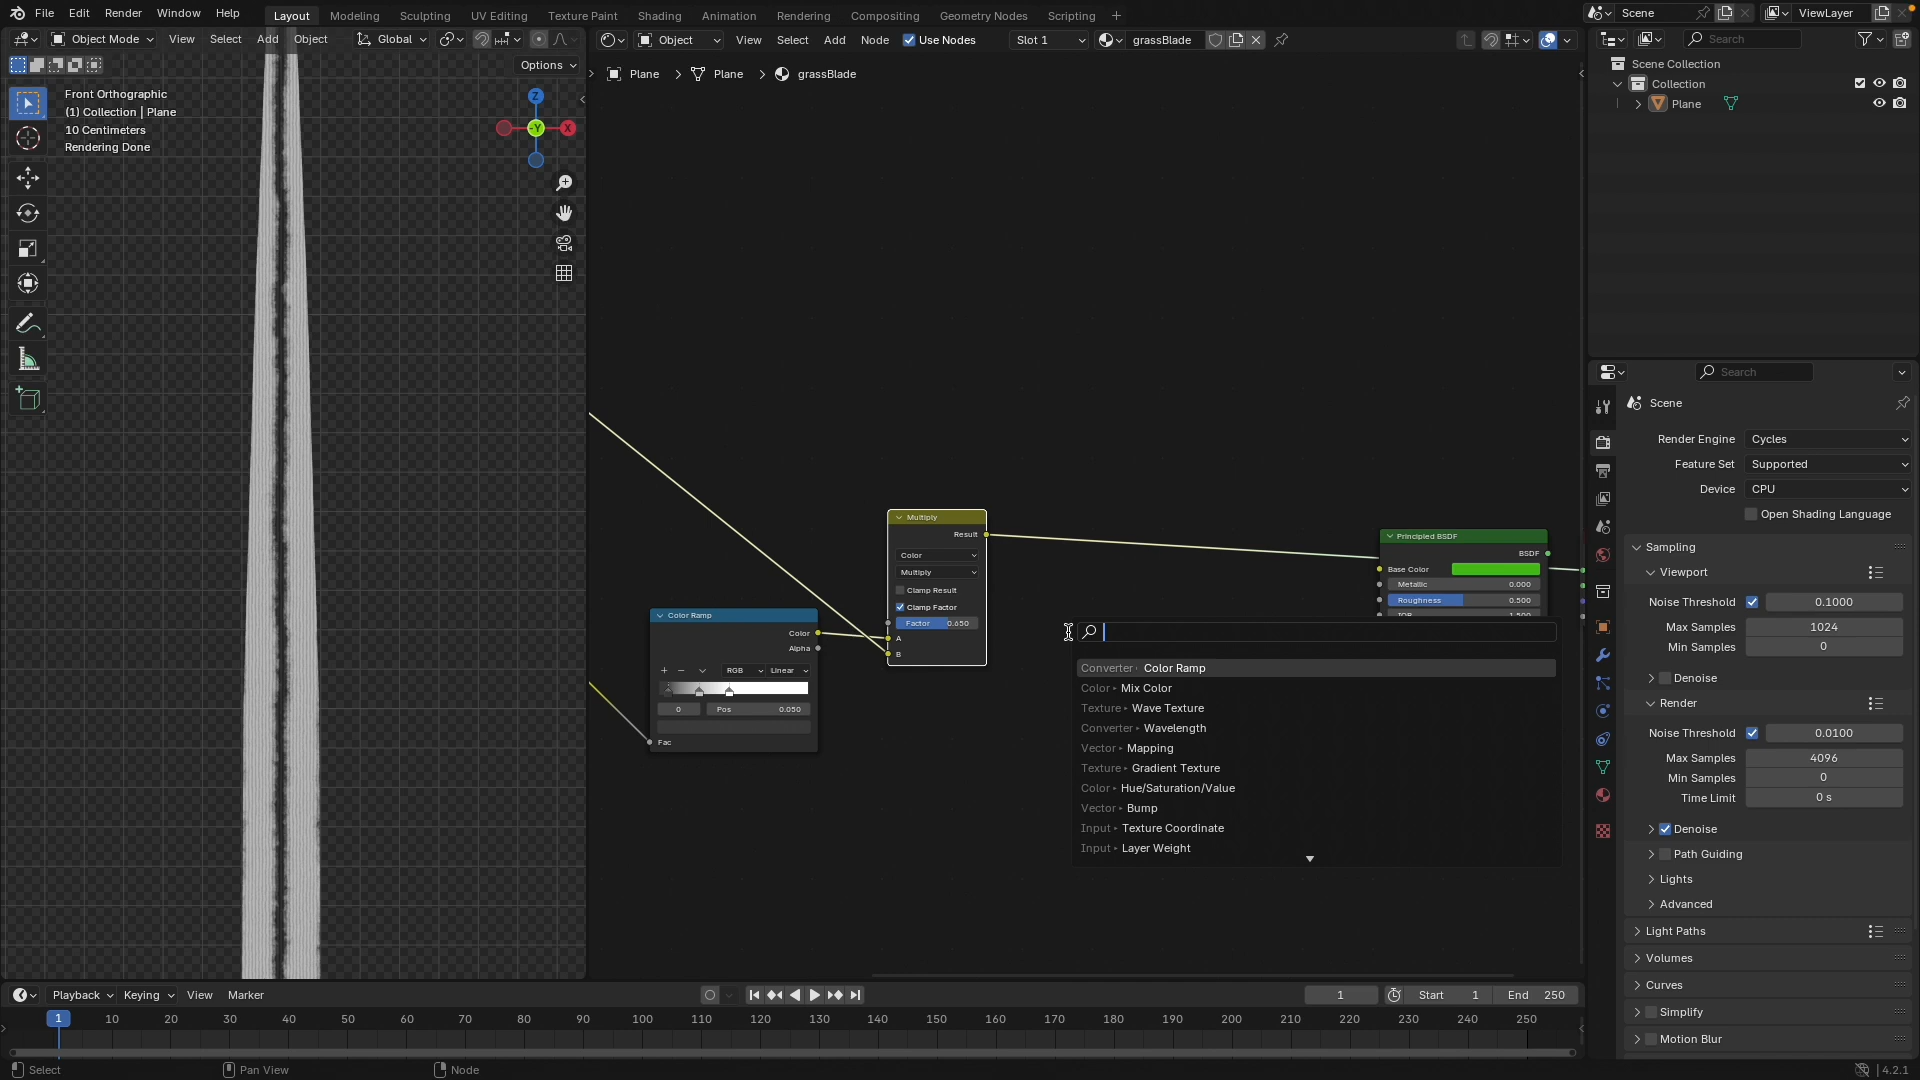 File Edit Render Window Help Layout Modeling Sculpting UV Editing Texture Paint Shading Animation Rendering Compositing Geometry Nodes Scripting + Scene ViewLayer
Object Mode View Select Add Object Global Object View Select Add Node Use Nodes Slot 1 grassBlade Search
Options
Plane Plane grassBlade
Scene Collection
Collection
Plane
Front Orthographic
(1) Collection | Plane
10 Centimeters
Rendering Done
Z
-Y
X
Search
Scene
Render Engine Cycles
Feature Set Supported
Device CPU
Open Shading Language
Sampling
Viewport
Noise Threshold 0.1000
Max Samples 1024
Min Samples 0
Denoise
Render
Noise Threshold 0.0100
Max Samples 4096
Min Samples 0
Time Limit 0 s
Denoise
Path Guiding
Lights
Advanced
Light Paths
Volumes
Curves
Simplify
Motion Blur
Color Ramp
Color
Alpha
RGB Linear
0 Pos 0.050
Fac
Multiply
Result
Color
Multiply
Clamp Result
Clamp Factor
Factor 0.650
A
B
Principled BSDF
BSDF
Base Color
Metallic 0.000
Roughness 0.500
Converter Color Ramp
Color Mix Color
Texture Wave Texture
Converter Wavelength
Vector Mapping
Texture Gradient Texture
Color Hue/Saturation/Value
Vector Bump
Input Texture Coordinate
Input Layer Weight
Playback Keying View Marker 1 Start 1 End 250
1 10 20 30 40 50 60 70 80 90 100 110 120 130 140 150 160 170 180 190 200 210 220 230 240 250
Select Pan View Node 4.2.1